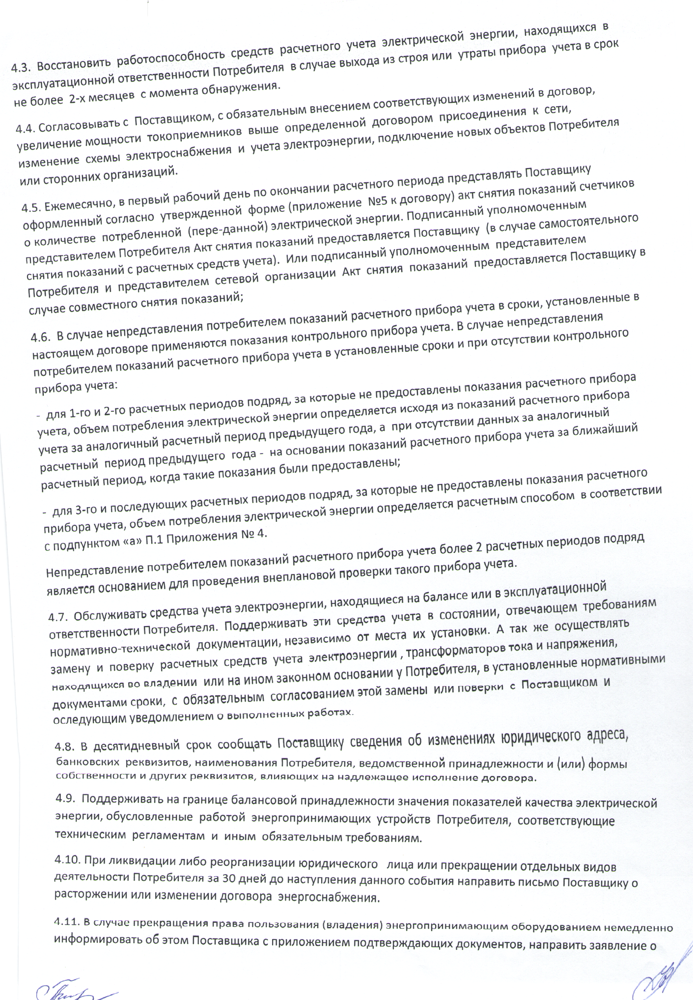 4.3. Восстановить работоспособность средств расчетного учета электрической энергии, находящихся в
эксплуатационной ответственности Потребителя в случае выхода из строя или утраты прибора учета в срок
не более 2-х месяцев с момента обнаружения.
4.4. Согласовывать с Поставщиком, с обязательным внесением соответствующих изменений в договор,
увеличение мощности токоприемников выше определенной договором присоединения к сети,
изменение схемы электроснабжения и учета электроэнергии, подключение новых объектов Потребителя
или сторонних организаций.
4.5. Ежемесячно, в первый рабочий день по окончании расчетного периода представлять Поставщику
оформленный согласно утвержденной форме (приложение №5 к договору) акт снятия показаний счетчиков
о количестве потребленной (пере-данной) электрической энергии. Подписанный уполномоченным
представителем Потребителя Акт снятия показаний предоставляется Поставщику (в случае самостоятельного
снятия показаний с расчетных средств учета). Или подписанный уполномоченным представителем
Потребителя и представителем сетевой организации Акт снятия показаний предоставляется Поставщику в
случае совместного снятия показаний;
4.6. В случае непредставления потребителем показаний расчетного прибора учета в сроки, установленные в
настоящем договоре применяются показания контрольного прибора учета. В случае непредставления
потребителем показаний расчетного прибора учета в установленные сроки и при отсутствии контрольного
прибора учета:
- для 1-го и 2-го расчетных периодов подряд, за которые не предоставлены показания расчетного прибора
учета, объем потребления электрической энергии определяется исходя из показаний расчетного прибора
учета за аналогичный расчетный период предыдущего года, а при отсутствии данных за аналогичный
расчетный период предыдущего года - на основании показаний расчетного прибора учета за ближайший
расчетный период, когда такие показания были предоставлены;
- для 3-го и последующих расчетных периодов подряд, за которые не предоставлены показания расчетного
прибора учета, объем потребления электрической энергии определяется расчетным способом в соответствии
с подпунктом «а» П.1 Приложения № 4.
Непредставление потребителем показаний расчетного прибора учета более 2 расчетных периодов подряд
является основанием для проведения внеплановой проверки такого прибора учета.
4.7. Обслуживать средства учета электроэнергии, находящиеся на балансе или в эксплуатационной
ответственности Потребителя. Поддерживать эти средства учета в состоянии, отвечающем требованиям
нормативно-технической документации, независимо от места их установки. А так же осуществлять
замену и поверку расчетных средств учета электроэнергии , трансформаторов тока и напряжения,
находящихся во владении или на ином законном основании у Потребителя, в установленные нормативными
документами сроки, с обязательным согласованием этой замены или поверки с Поставщиком и
оследующим уведомлением о выполненных работах.
4.8. В десятидневный срок сообщать Поставщику сведения об изменениях юридического адреса,
банковских реквизитов, наименования Потребителя, ведомственной принадлежности и (или) формы
собственности и других реквизитов, влияющих на надлежащее исполнение договора.
4.9. Поддерживать на границе балансовой принадлежности значения показателей качества электрической
энергии, обусловленные работой энергопринимающих устройств Потребителя, соответствующие
техническим регламентам и иным обязательным требованиям.
4.10. При ликвидации либо реорганизации юридического лица или прекращении отдельных видов
деятельности Потребителя за 30 дней до наступления данного события направить письмо Поставщику о
расторжении или изменении договора энергоснабжения.
4.11. В случае прекращения права пользования (владения) энергопринимающим оборудованием немедленно
информировать об этом Поставщика с приложением подтверждающих документов, направить заявление о